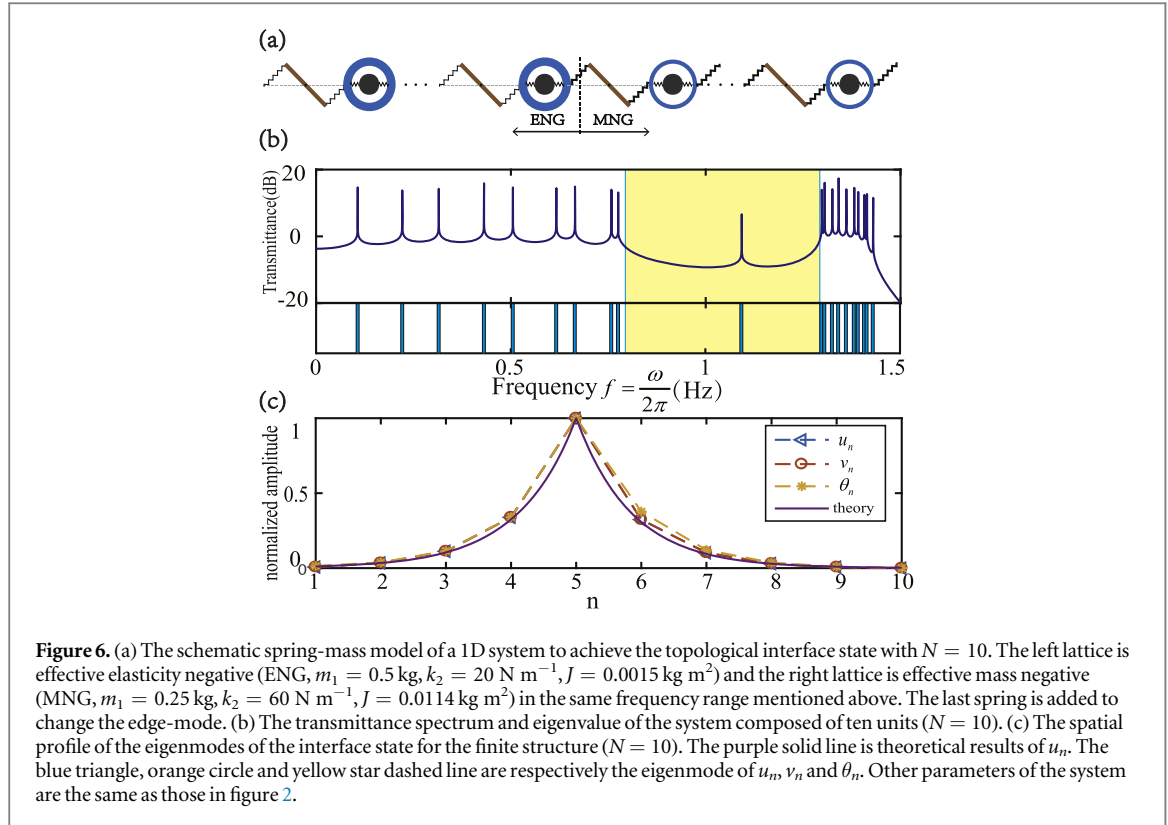 (a)
ENG
MNG
(b)
20
0
-20
Transmittance(dB)
0
0.5
1
1.5
Frequency f = ω/2π (Hz)
(c)
1
0.5
0
0
normalized amplitude
uₙ
vₙ
θₙ
theory
1 2 3 4 5 6 7 8 9 10
n
Figure 6. (a) The schematic spring-mass model of a 1D system to achieve the topological interface state with N = 10. The left lattice is
effective elasticity negative (ENG, m₁ = 0.5 kg, k₂ = 20 N m⁻¹, J = 0.0015 kg m²) and the right lattice is effective mass negative
(MNG, m₁ = 0.25 kg, k₂ = 60 N m⁻¹, J = 0.0114 kg m²) in the same frequency range mentioned above. The last spring is added to
change the edge-mode. (b) The transmittance spectrum and eigenvalue of the system composed of ten units (N = 10). (c) The spatial
profile of the eigenmodes of the interface state for the finite structure (N = 10). The purple solid line is theoretical results of uₙ. The
blue triangle, orange circle and yellow star dashed line are respectively the eigenmode of uₙ, vₙ and θₙ. Other parameters of the system
are the same as those in figure 2.